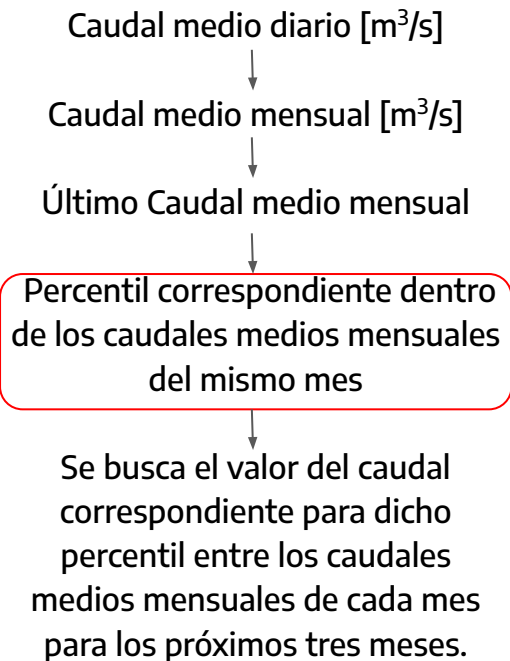 Caudal medio diario [m³/s]
Caudal medio mensual [m³/s]
Último Caudal medio mensual
Percentil correspondiente dentro
de los caudales medios mensuales
del mismo mes
Se busca el valor del caudal
correspondiente para dicho
percentil entre los caudales
medios mensuales de cada mes
para los próximos tres meses.